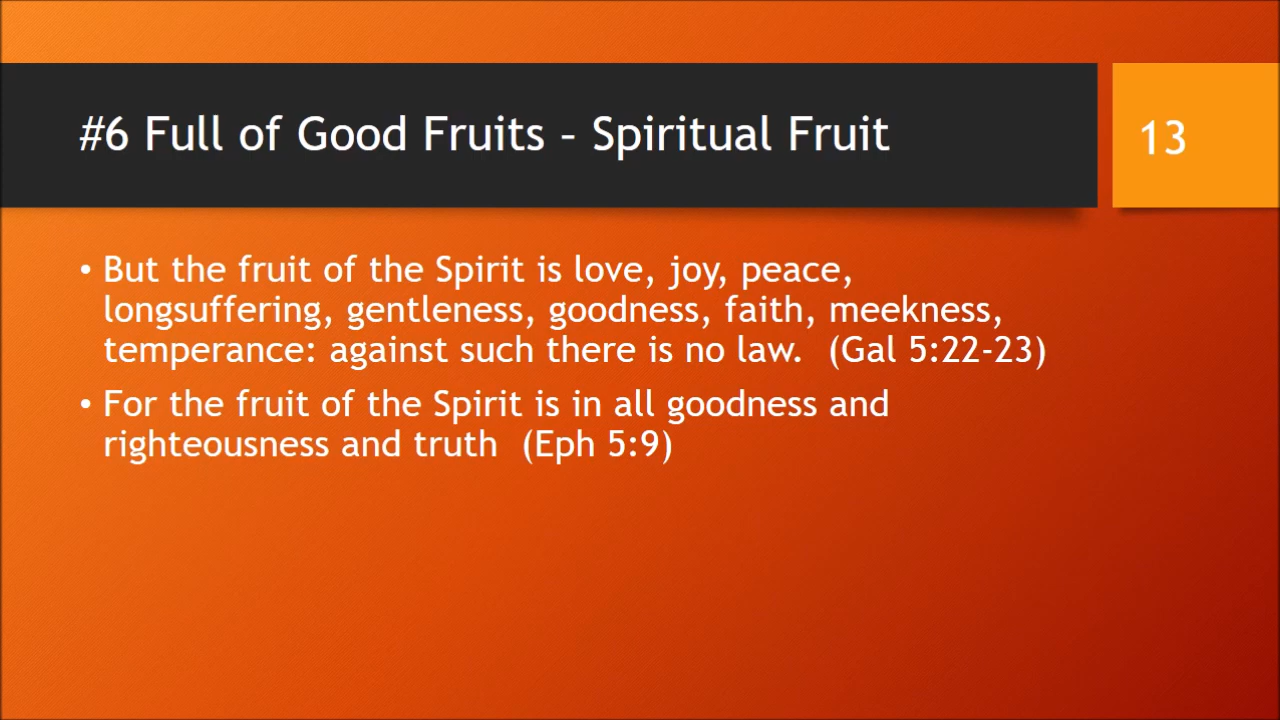 #6 Full of Good Fruits – Spiritual Fruit
13
• But the fruit of the Spirit is love, joy, peace,
longsuffering, gentleness, goodness, faith, meekness,
temperance: against such there is no law.  (Gal 5:22-23)
• For the fruit of the Spirit is in all goodness and
righteousness and truth  (Eph 5:9)